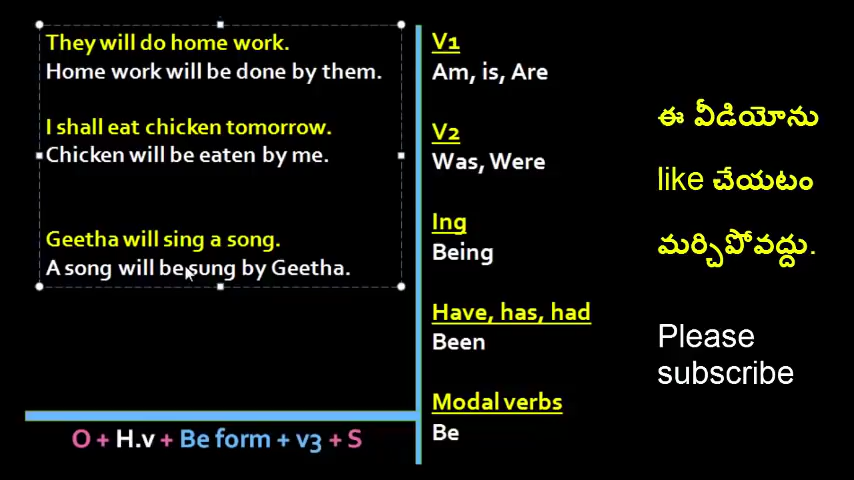 They will do home work.
Home work will be done by them.
I shall eat chicken tomorrow.
Chicken will be eaten by me.
Geetha will sing a song.
A song will be sung by Geetha.
O + H.v + Be form + v3 + S
V1
Am, is, Are
V2
Was, Were
Ing
Being
Have, has, had
Been
Modal verbs
Be
ఈ వీడియోను
like చేయటం
మర్చిపోవద్దు.
Please
subscribe